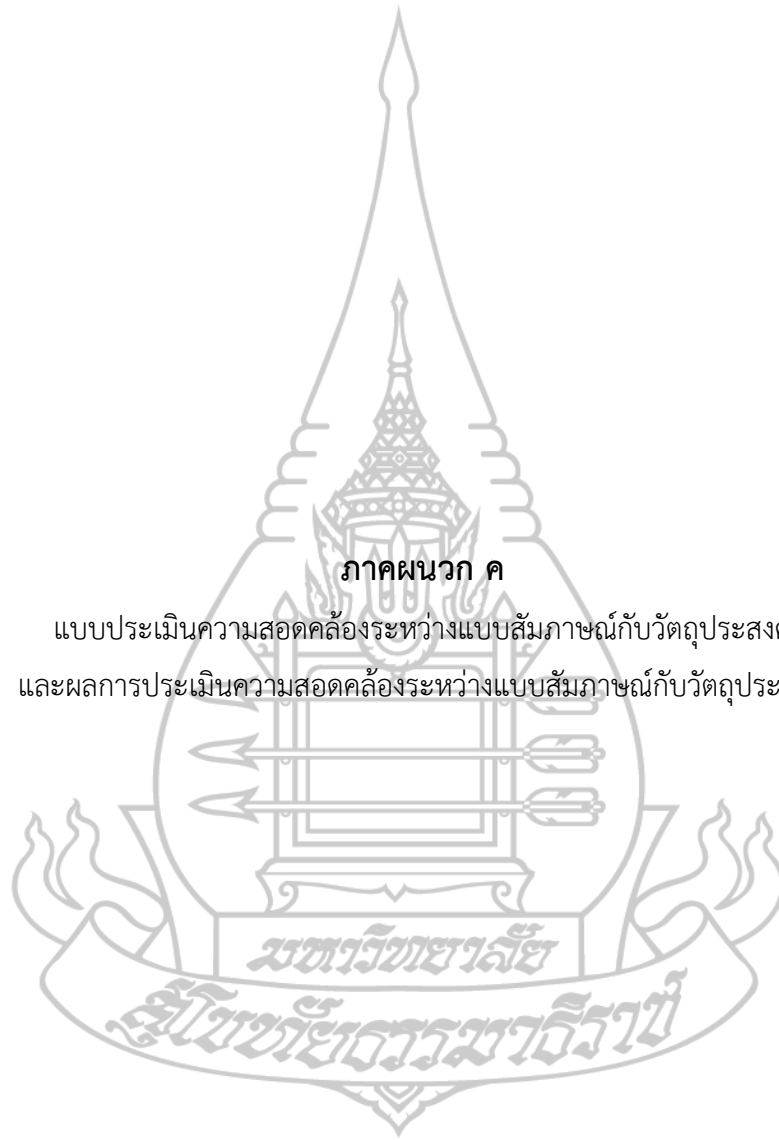 ภาคผนวก ค
แบบประเมินความสอดคล้องระหว่างแบบสัมภาษณ์กับวัตถุประสงค
และผลการประเมินความสอดคล้องระหว่างแบบสัมภาษณ์กับวัตถุประ
มหาวิทยาลัย
สุโขทัยธรรมาธิราช